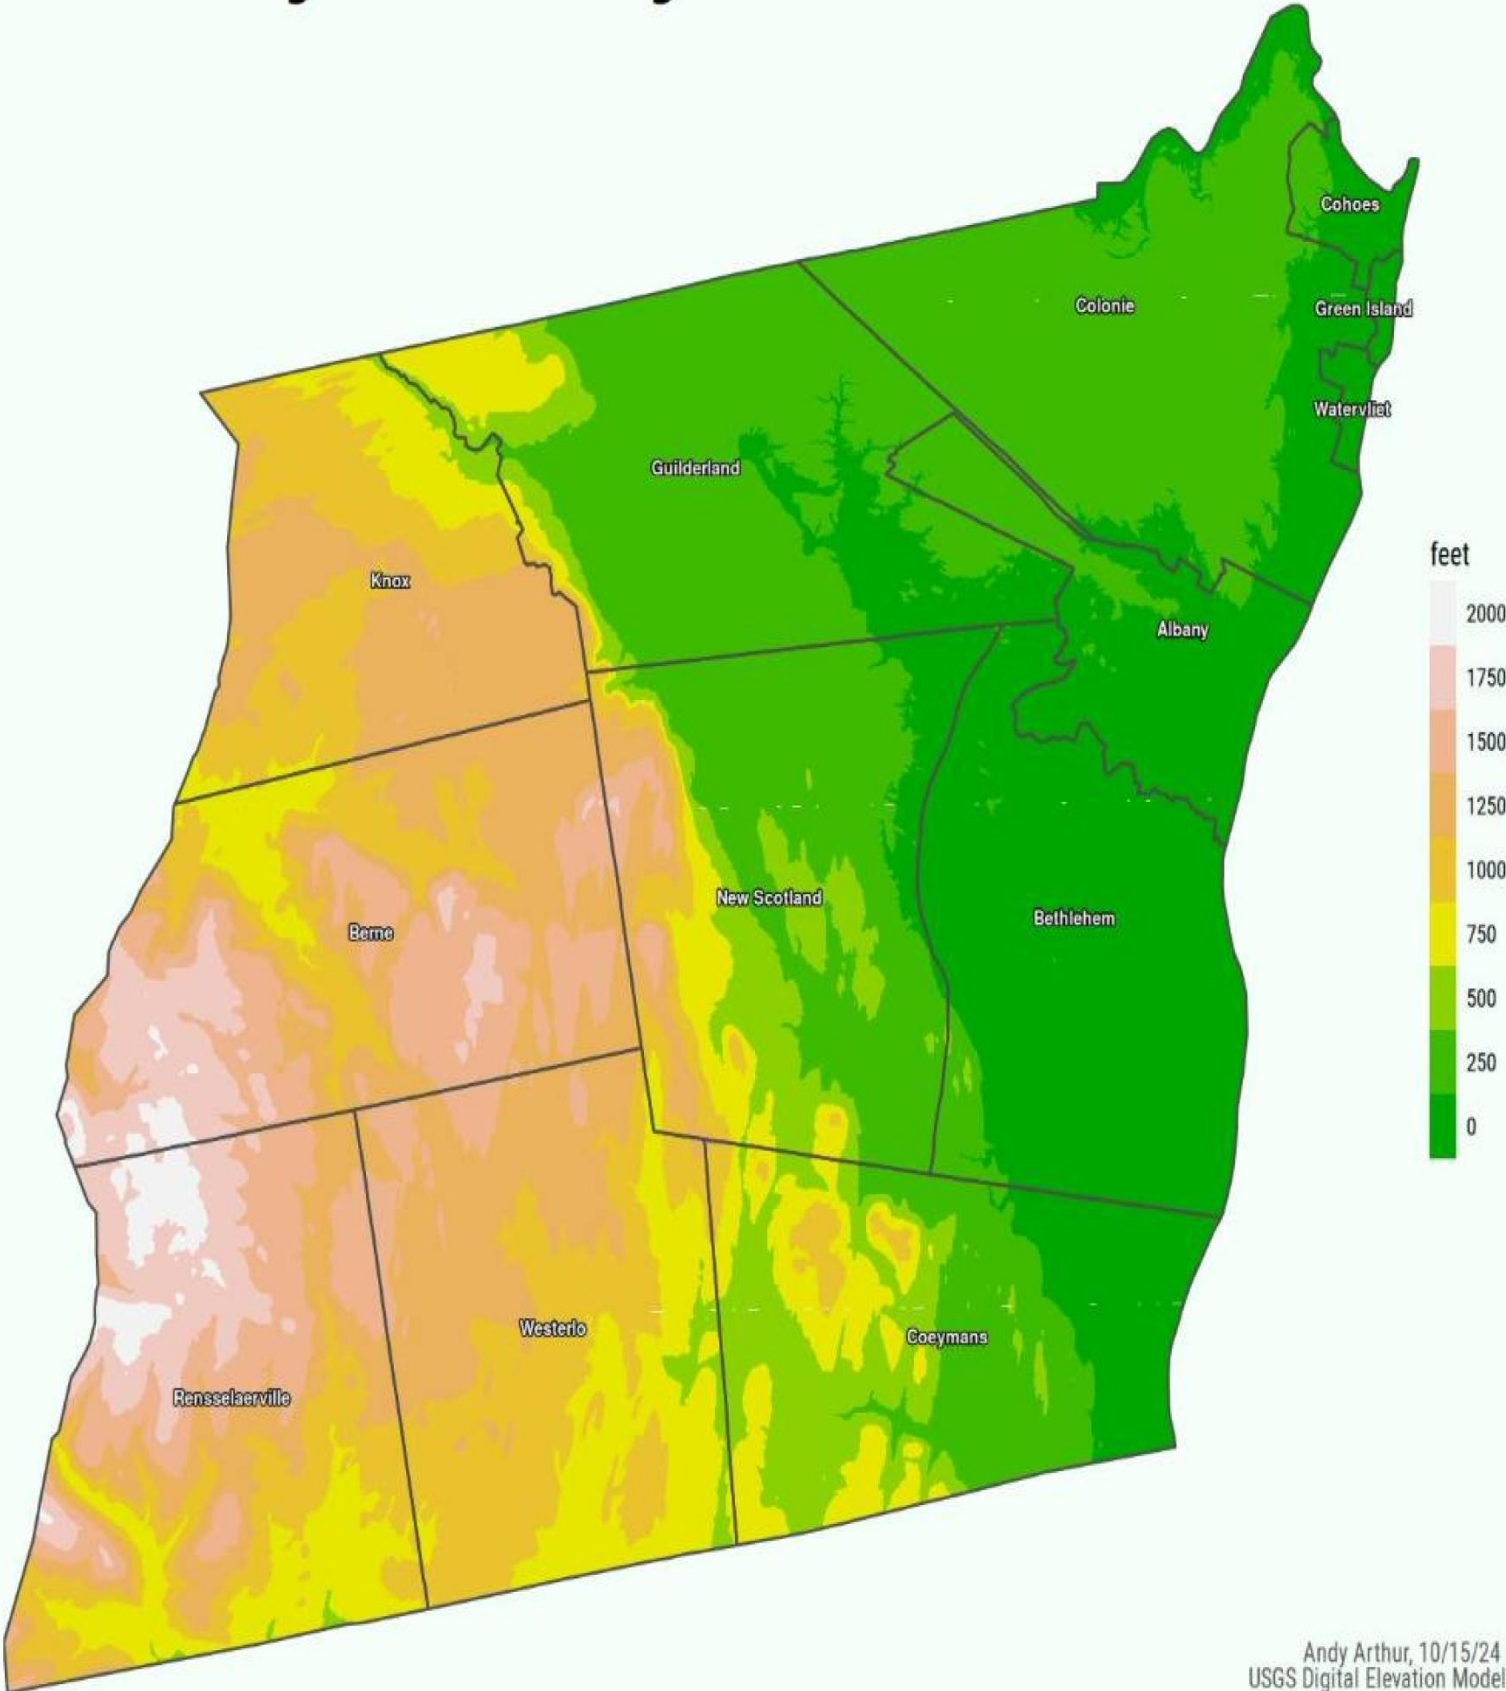 Cohoes
Colonie
Green Island
Watervliet
Guilderland
feet
2000
Knox
Albany
1750
1500
1250
1000
New Scotland
Bethlehem
Berne
750
500
250
0
Westerlo
Coeymans
Rensselaerville
Andy Arthur, 10/15/24
USGS Digital Elevation Model